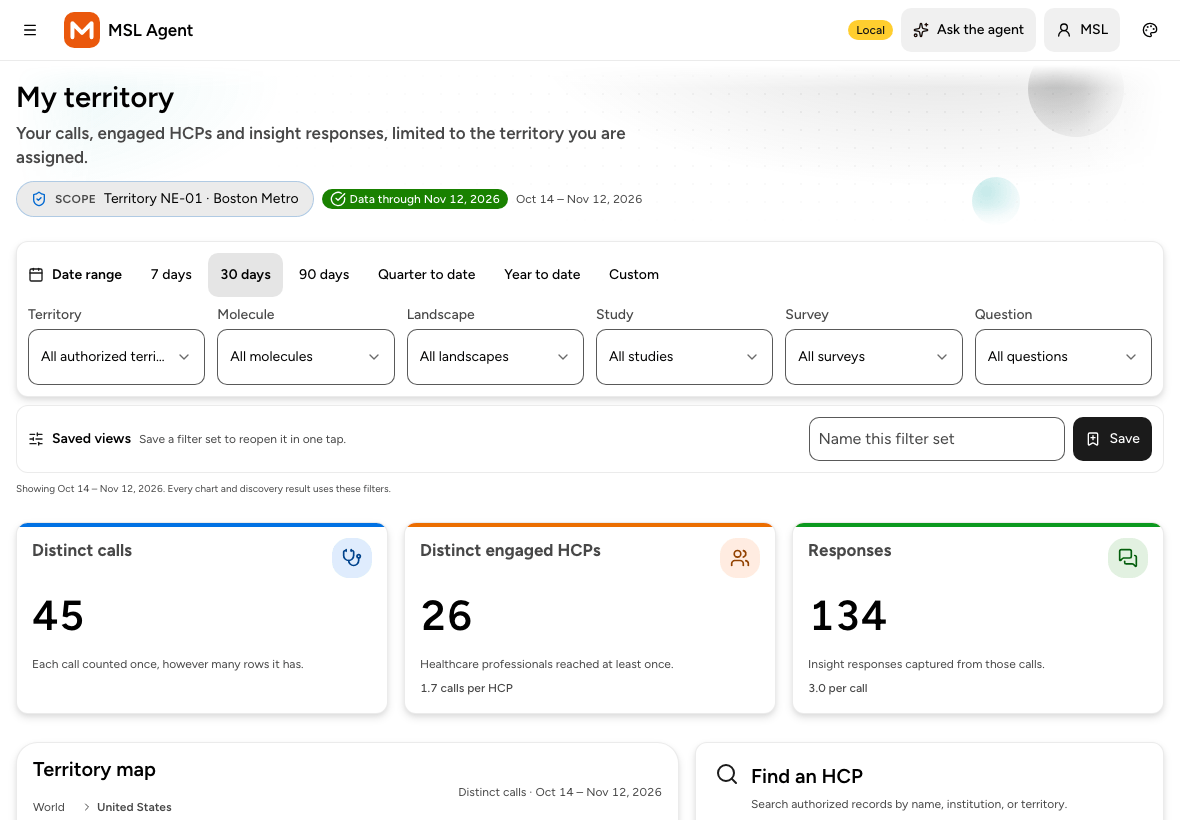 MSL Agent
Local
Ask the agent
MSL
My territory
Your calls, engaged HCPs and insight responses, limited to the territory you are
assigned.
SCOPE Territory NE-01 · Boston Metro
Data through Nov 12, 2026
Oct 14 – Nov 12, 2026
Date range
7 days
30 days
90 days
Quarter to date
Year to date
Custom
Territory
Molecule
Landscape
Study
Survey
Question
All authorized terri...
All molecules
All landscapes
All studies
All surveys
All questions
Saved views
Save a filter set to reopen it in one tap.
Name this filter set
Save
Showing Oct 14 – Nov 12, 2026. Every chart and discovery result uses these filters.
Distinct calls
45
Each call counted once, however many rows it has.
Distinct engaged HCPs
26
Healthcare professionals reached at least once.
1.7 calls per HCP
Responses
134
Insight responses captured from those calls.
3.0 per call
Territory map
Distinct calls · Oct 14 – Nov 12, 2026
World > United States
Find an HCP
Search authorized records by name, institution, or territory.